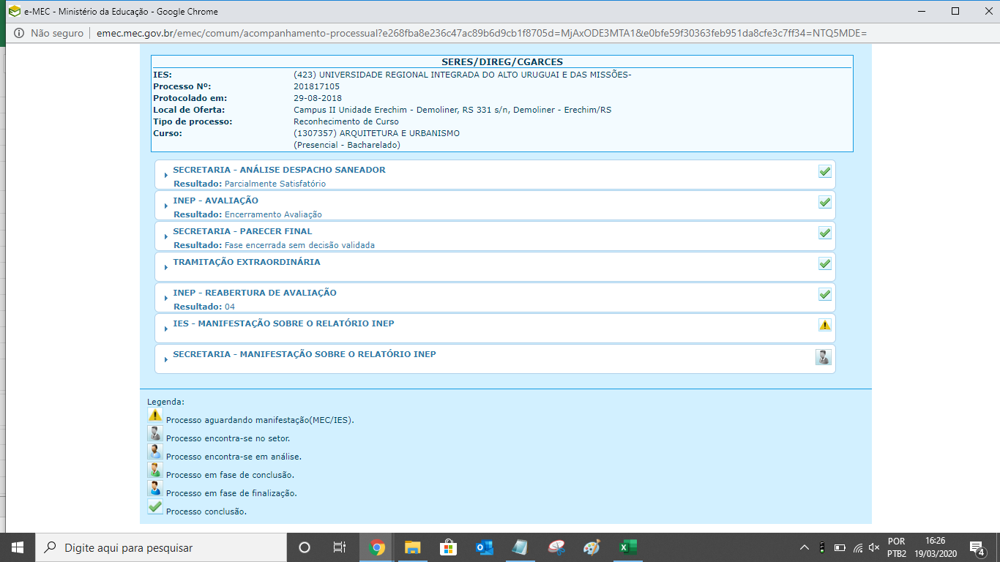 e-MEC - Ministério da Educação - Google Chrome
Não seguro
emec.mec.gov.br/emec/comum/acompanhamento-processual?e268fba8e236c47ac89b6d9cb1f8705d=MjAxODE3MTA1&e0bfe59f30363feb951da8cfe3c7ff34=NTQ5MDE=
SERES/DIREG/CGARCES
IES: (423) UNIVERSIDADE REGIONAL INTEGRADA DO ALTO URUGUAI E DAS MISSÕES-
Processo Nº: 201817105
Protocolado em: 29-08-2018
Local de Oferta: Campus II Unidade Erechim - Demoliner, RS 331 s/n, Demoliner - Erechim/RS
Tipo de processo: Reconhecimento de Curso
Curso: (1307357) ARQUITETURA E URBANISMO
(Presencial - Bacharelado)
SECRETARIA - ANÁLISE DESPACHO SANEADOR
Resultado: Parcialmente Satisfatório
INEP - AVALIAÇÃO
Resultado: Encerramento Avaliação
SECRETARIA - PARECER FINAL
Resultado: Fase encerrada sem decisão validada
TRAMITAÇÃO EXTRAORDINÁRIA
INEP - REABERTURA DE AVALIAÇÃO
Resultado: 04
IES - MANIFESTAÇÃO SOBRE O RELATÓRIO INEP
SECRETARIA - MANIFESTAÇÃO SOBRE O RELATÓRIO INEP
Legenda:
Processo aguardando manifestação(MEC/IES).
Processo encontra-se no setor.
Processo encontra-se em análise.
Processo em fase de conclusão.
Processo em fase de finalização.
Processo conclusão.
Digite aqui para pesquisar
POR
PTB2
16:26
19/03/2020
4